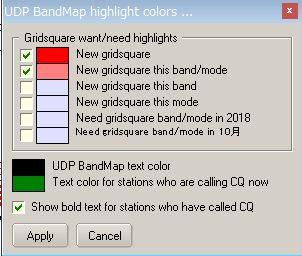 UDP BandMap highlight colors ...
Gridsquare want/need highlights
New gridsquare
New gridsquare this band/mode
New gridsquare this band
New gridsquare this mode
Need gridsquare band/mode in 2018
Need gridsquare band/mode in 10月
UDP BandMap text color
Text color for stations who are calling CQ now
Show bold text for stations who have called CQ
Apply
Cancel